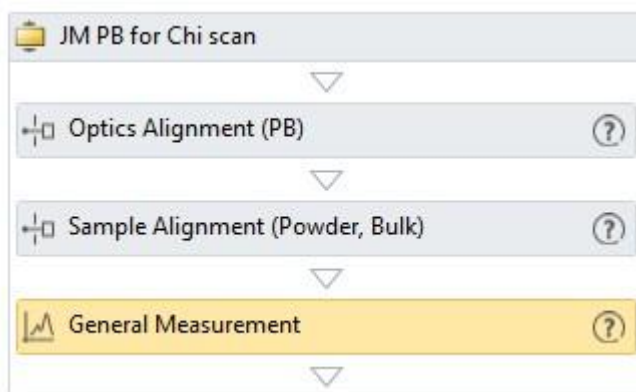 JM PB for Chi scan
Optics Alignment (PB) ?
Sample Alignment (Powder, Bulk) ?
General Measurement ?